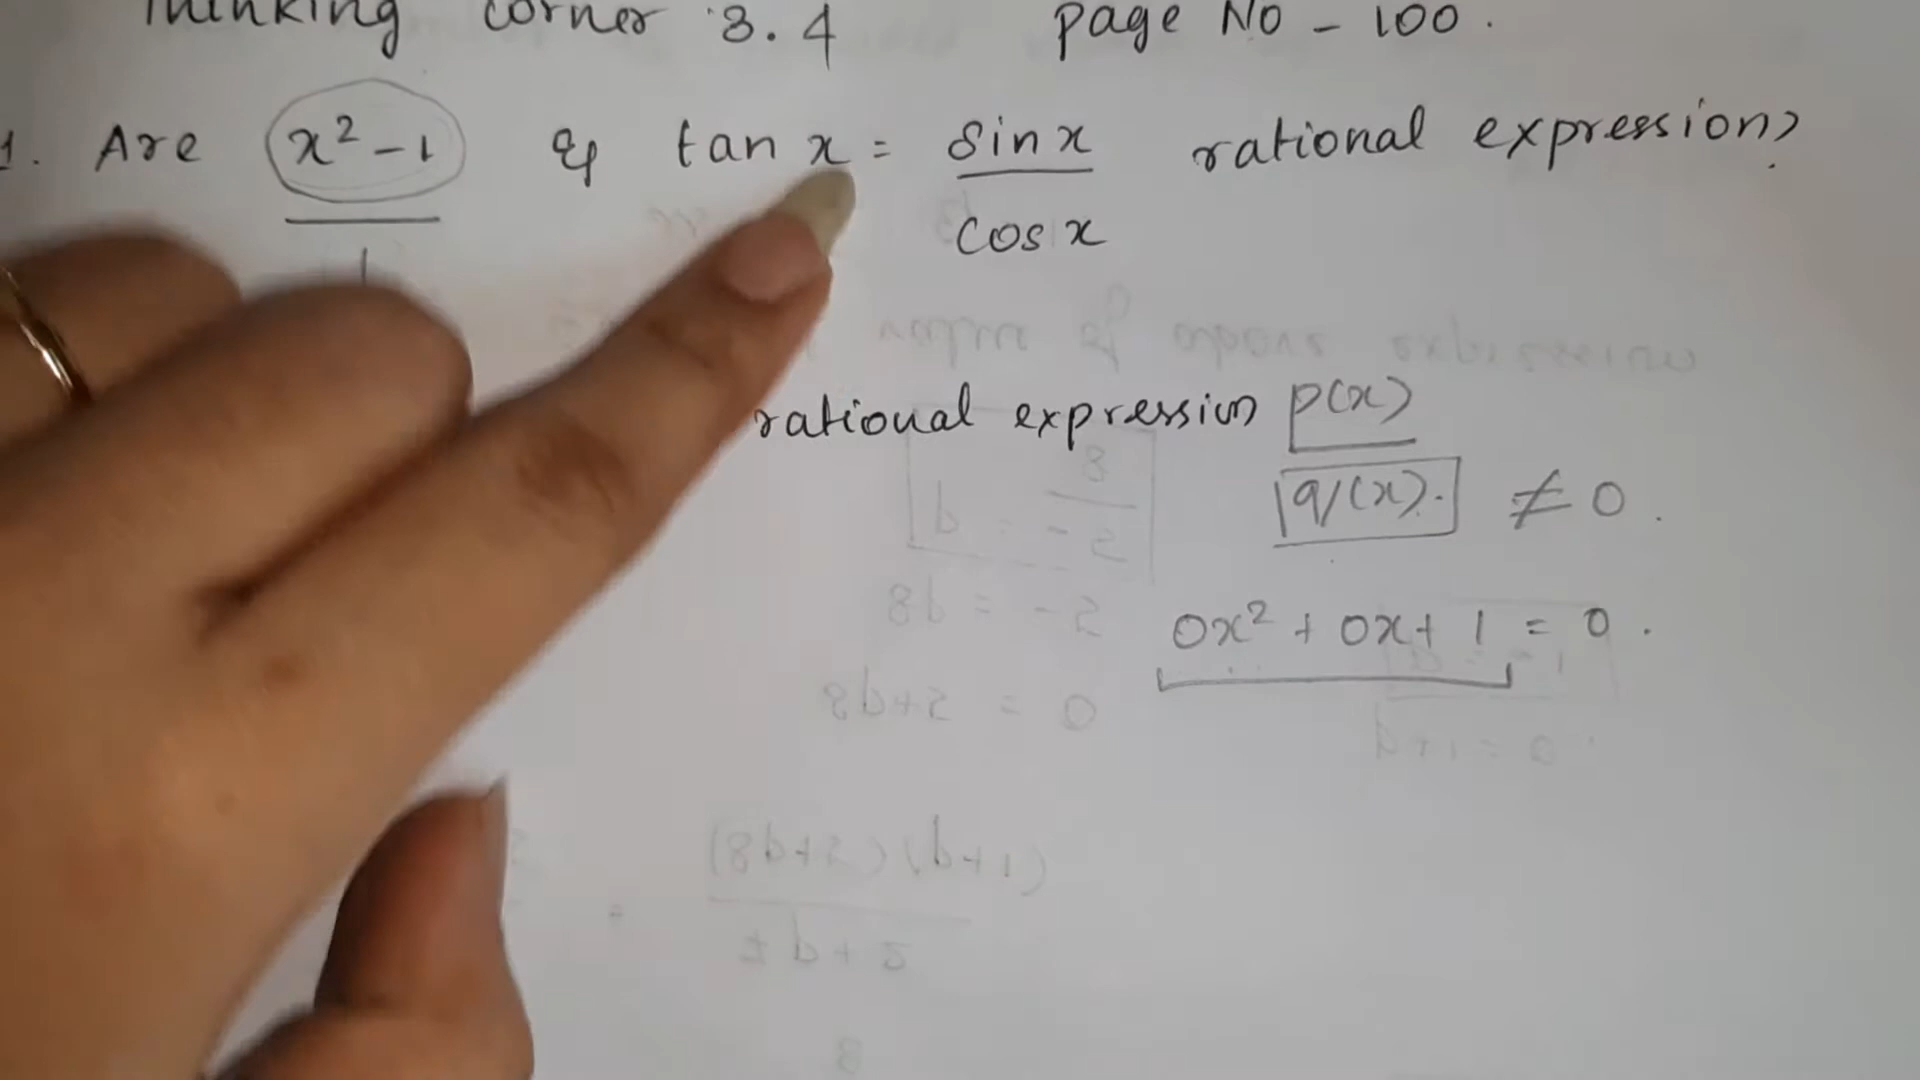 Thinking corner 3.4 page No - 100.
1. Are x² - 1 & tan x = sin x / cos x rational expression?
1
rational expression p(x)
q(x). ≠ 0.
0x² + 0x + 1 = 0.